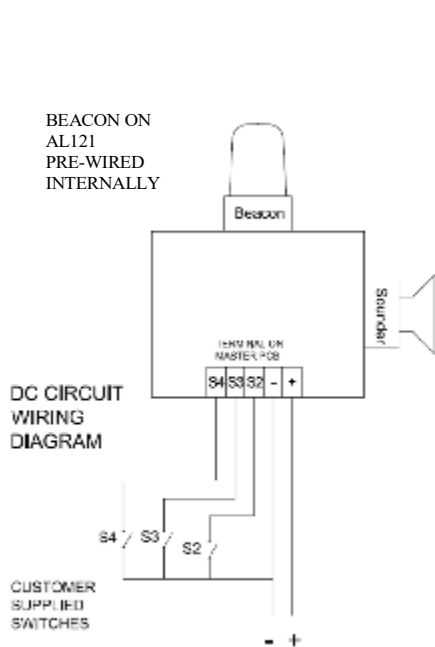 BEACON ON
AL121
PRE-WIRED
INTERNALLY
Beacon
Sounder
TERMINAL ON
MASTER PCB
S4 S3 S2 - +
DC CIRCUIT
WIRING
DIAGRAM
S4 S3 S2
CUSTOMER
SUPPLIED
SWITCHES
- +